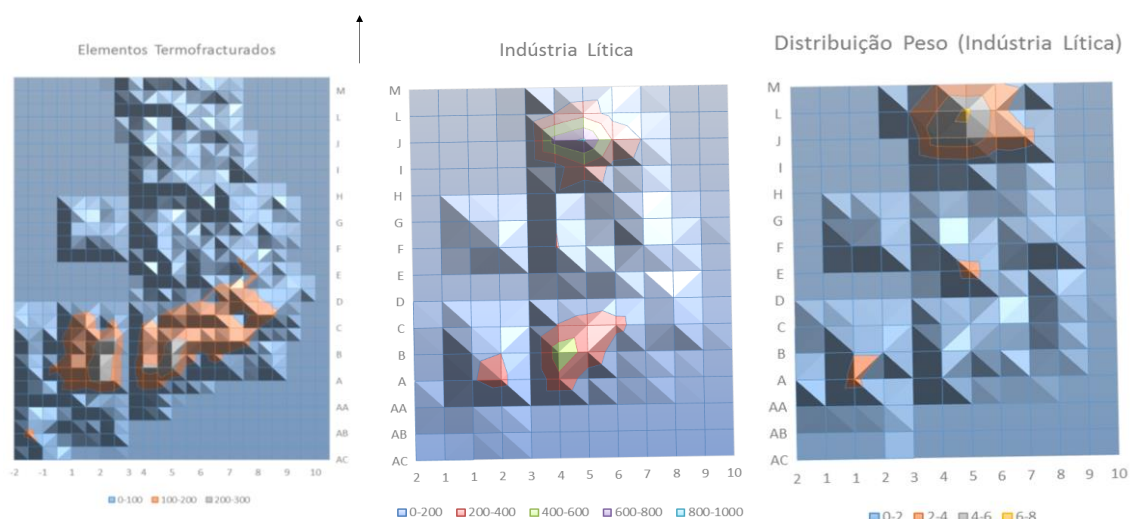 Elementos Termofracturados
M
L
J
I
H
G
F
E
D
C
B
A
AA
AB
AC
-2 -1 1 2 3 4 5 6 7 8 9 10
0-100 100-200 200-300
Indústria Lítica
M
L
J
I
H
G
F
E
D
C
B
A
AA
AB
AC
2 1 1 2 3 4 5 6 7 8 9 10
0-200 200-400 400-600 600-800 800-1000
Distribuição Peso (Indústria Lítica)
M
L
J
I
H
G
F
E
D
C
B
A
AA
AB
AC
2 1 1 2 3 4 5 6 7 8 9 10
0-2 2-4 4-6 6-8